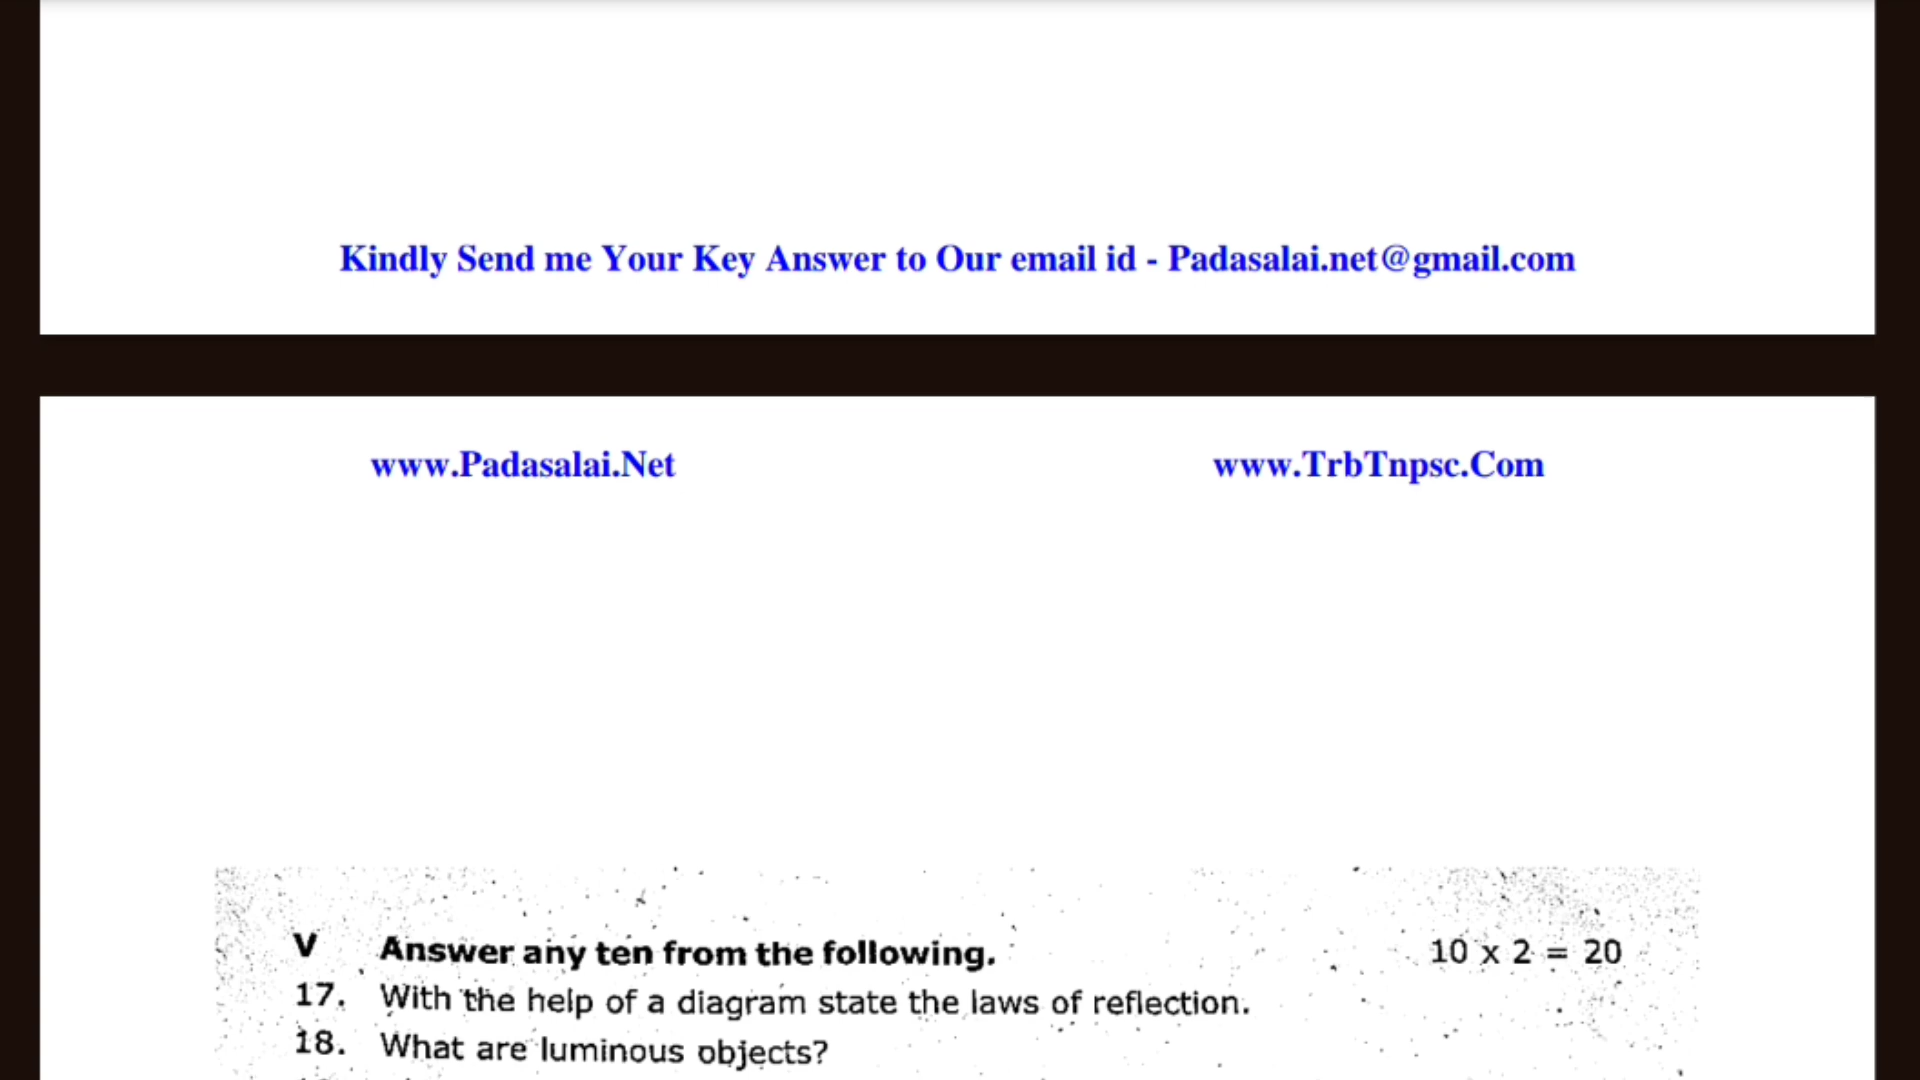 Kindly Send me Your Key Answer to Our email id - Padasalai.net@gmail.com
www.Padasalai.Net www.TrbTnpsc.Com
V Answer any ten from the following. 10 x 2 = 20
17. With the help of a diagram state the laws of reflection.
18. What are luminous objects?